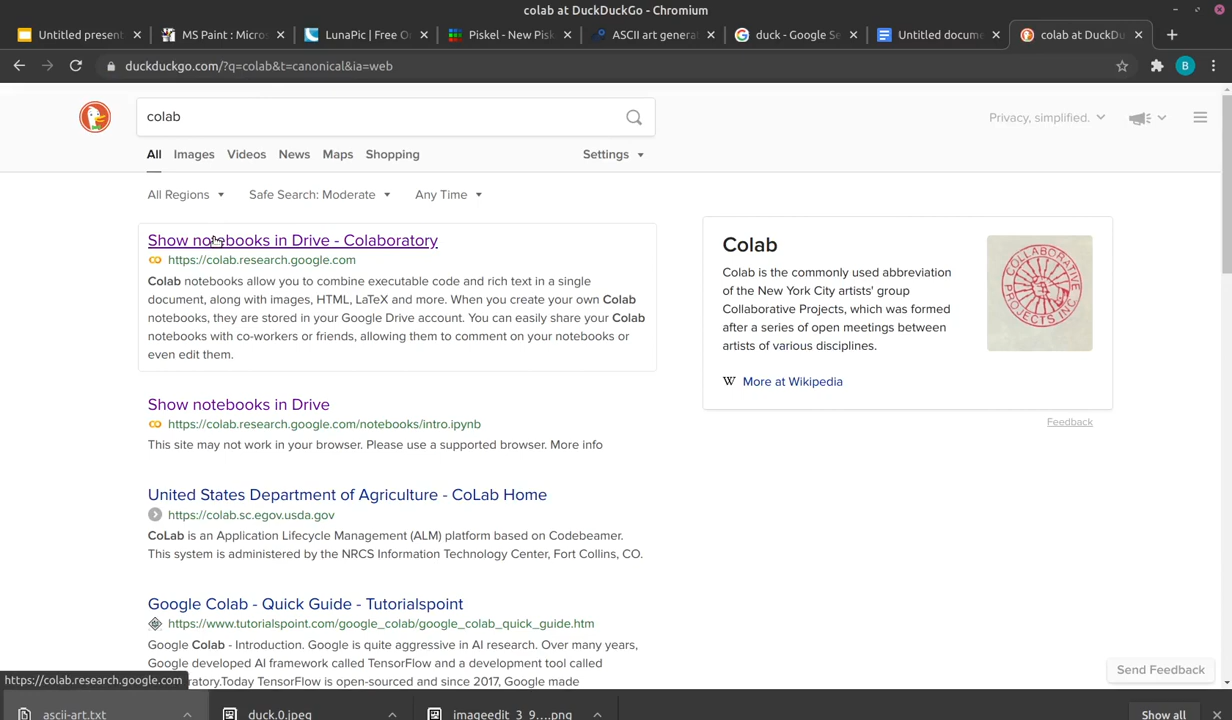 colab at DuckDuckGo - Chromium
Untitled present
MS Paint : Micros
LunaPic | Free O
Piskel - New Pisk
ASCII art genera
duck - Google Se
Untitled docume
colab at DuckDu
duckduckgo.com/?q=colab&t=canonical&ia=web
B
colab
Privacy, simplified.
All Images Videos News Maps Shopping Settings
All Regions Safe Search: Moderate Any Time
Show notebooks in Drive - Colaboratory
https://colab.research.google.com
Colab notebooks allow you to combine executable code and rich text in a single
document, along with images, HTML, LaTeX and more. When you create your own Colab
notebooks, they are stored in your Google Drive account. You can easily share your Colab
notebooks with co-workers or friends, allowing them to comment on your notebooks or
even edit them.
Show notebooks in Drive
https://colab.research.google.com/notebooks/intro.ipynb
This site may not work in your browser. Please use a supported browser. More info
United States Department of Agriculture - CoLab Home
https://colab.sc.egov.usda.gov
CoLab is an Application Lifecycle Management (ALM) platform based on Codebeamer.
This system is administered by the NRCS Information Technology Center, Fort Collins, CO.
Google Colab - Quick Guide - Tutorialspoint
https://www.tutorialspoint.com/google_colab/google_colab_quick_guide.htm
Google Colab - Introduction. Google is quite aggressive in AI research. Over many years,
Google developed AI framework called TensorFlow and a development tool called
ratory.Today TensorFlow is open-sourced and since 2017, Google made
Colab
Colab is the commonly used abbreviation
of the New York City artists' group
Collaborative Projects, which was formed
after a series of open meetings between
artists of various disciplines.
COLLABORATIVE
PROJECTS INC
W More at Wikipedia
Feedback
Send Feedback
https://colab.research.google.com
ascii-art.txt
duck.0.jpeg
imageedit_3_9....png
Show all